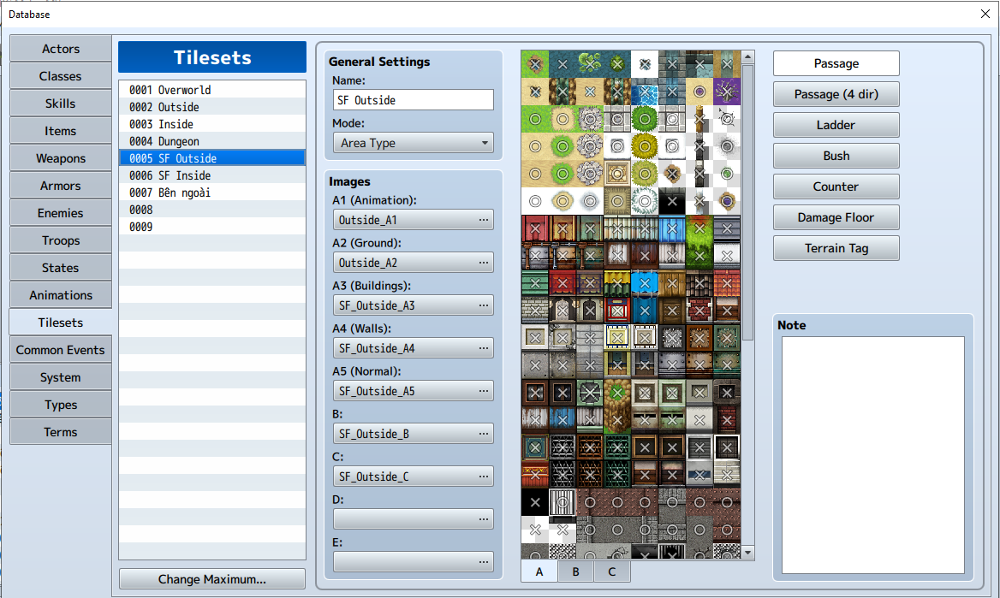 Database
Actors
Classes
Skills
Items
Weapons
Armors
Enemies
Troops
States
Animations
Tilesets
Common Events
System
Types
Terms
Tilesets
0001 Overworld
0002 Outside
0003 Inside
0004 Dungeon
0005 SF Outside
0006 SF Inside
0007 Bên ngoài
0008
0009
Change Maximum...
General Settings
Name:
SF Outside
Mode:
Area Type
Images
A1 (Animation):
Outside_A1 ...
A2 (Ground):
Outside_A2 ...
A3 (Buildings):
SF_Outside_A3 ...
A4 (Walls):
SF_Outside_A4 ...
A5 (Normal):
SF_Outside_A5 ...
B:
SF_Outside_B ...
C:
SF_Outside_C ...
D:
...
E:
...
A B C
Passage
Passage (4 dir)
Ladder
Bush
Counter
Damage Floor
Terrain Tag
Note